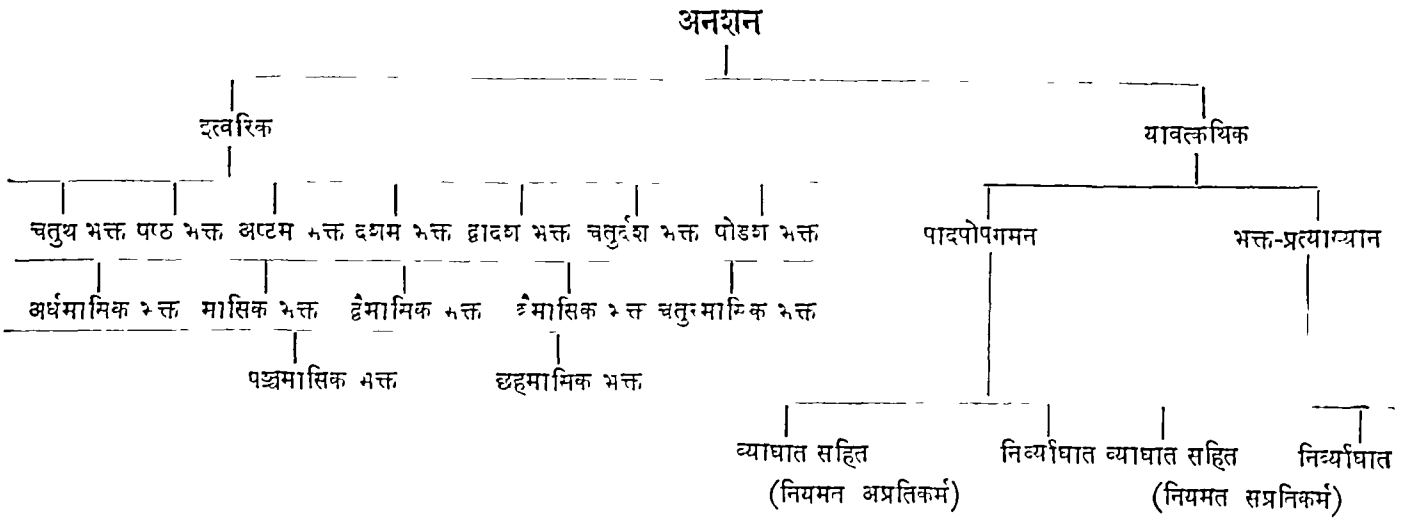 अनशन
इत्वरिक यावत्कथिक
चतुथ भक्त षष्ठ भक्त अष्टम भक्त दशम भक्त द्वादश भक्त चतुर्दश भक्त षोडश भक्त पादपोपगमन भक्त-प्रत्याख्यान
अर्धमासिक भक्त मासिक भक्त द्वैमासिक भक्त त्रैमासिक भक्त चतुरमासिक भक्त
पञ्चमासिक भक्त छहमासिक भक्त
व्याघात सहित निर्व्याघात व्याघात सहित निर्व्याघात
(नियमन अप्रतिकर्म) (नियमत सप्रतिकर्म)